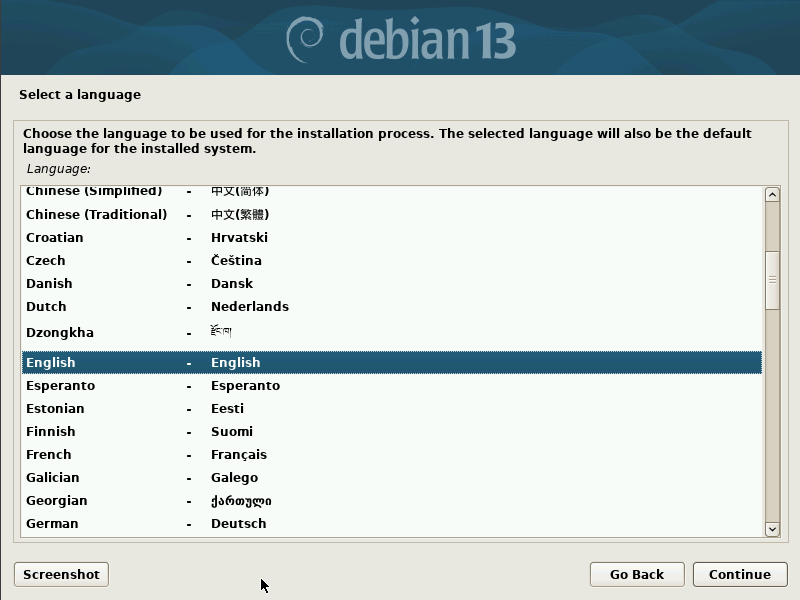 debian 13
Select a language
Choose the language to be used for the installation process. The selected language will also be the default
language for the installed system.
Language:
Chinese (Simplified) - 中文(简体)
Chinese (Traditional) - 中文(繁體)
Croatian - Hrvatski
Czech - Čeština
Danish - Dansk
Dutch - Nederlands
Dzongkha - རྫོང་ཁ།
English - English
Esperanto - Esperanto
Estonian - Eesti
Finnish - Suomi
French - Français
Galician - Galego
Georgian - ქართული
German - Deutsch
Screenshot Go Back Continue